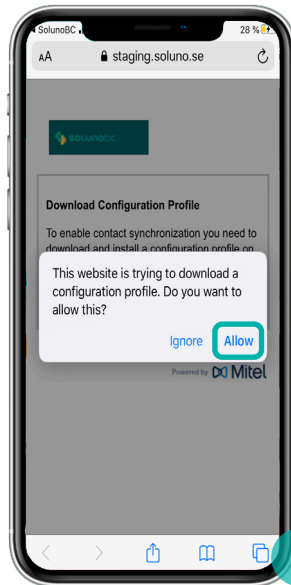 SolunoBC
28 %
AA
staging.soluno.se
solunoBC
Download Configuration Profile
To enable contact synchronization you need to
download and install a configuration profile on
This website is trying to download a
configuration profile. Do you want to
allow this?
Ignore
Allow
Powered by
Mitel